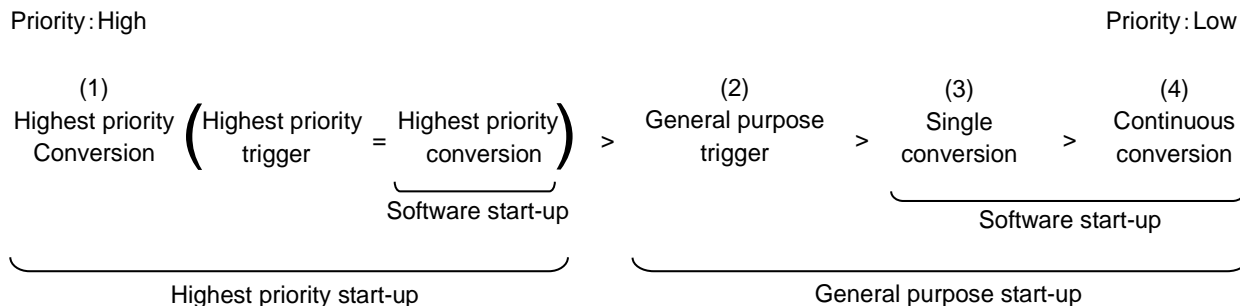 Priority：High
Priority：Low
(1)
(2)
(3)
(4)
Highest priority
Conversion
(
Highest priority
trigger
=
Highest priority
conversion
)
>
General purpose
trigger
>
Single
conversion
>
Continuous
conversion
Software start-up
Software start-up
Highest priority start-up
General purpose start-up